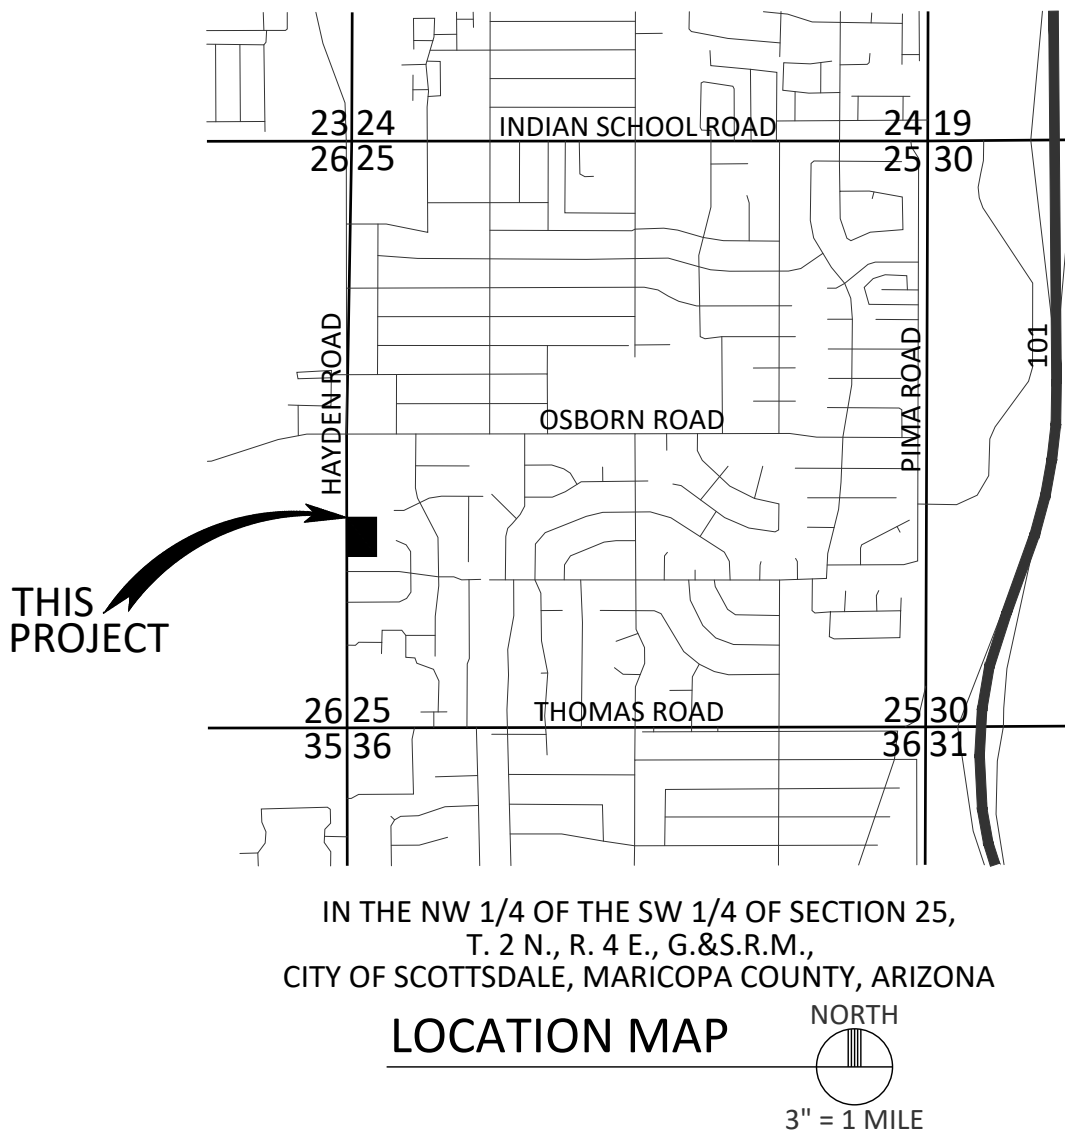 23 24
INDIAN SCHOOL ROAD
24 19
26 25
25 30
HAYDEN ROAD
PIMA ROAD
101
OSBORN ROAD
THIS
PROJECT
26 25
THOMAS ROAD
25 30
35 36
36 31
IN THE NW 1/4 OF THE SW 1/4 OF SECTION 25,
T. 2 N., R. 4 E., G.&S.R.M.,
CITY OF SCOTTSDALE, MARICOPA COUNTY, ARIZONA
LOCATION MAP
NORTH
3" = 1 MILE